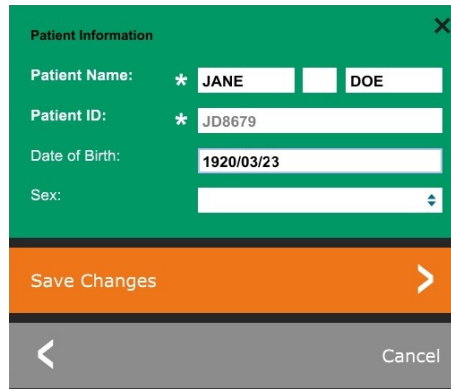 Patient Information
Patient Name: * JANE DOE
Patient ID: * JD8679
Date of Birth: 1920/03/23
Sex:
Save Changes
Cancel